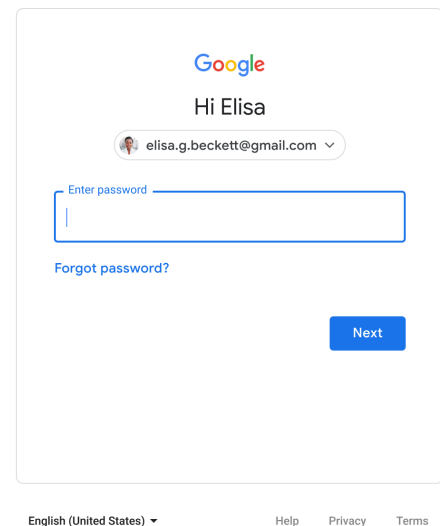 Google
Hi Elisa
elisa.g.beckett@gmail.com
Enter password
Forgot password?
Next
English (United States) Help Privacy Terms